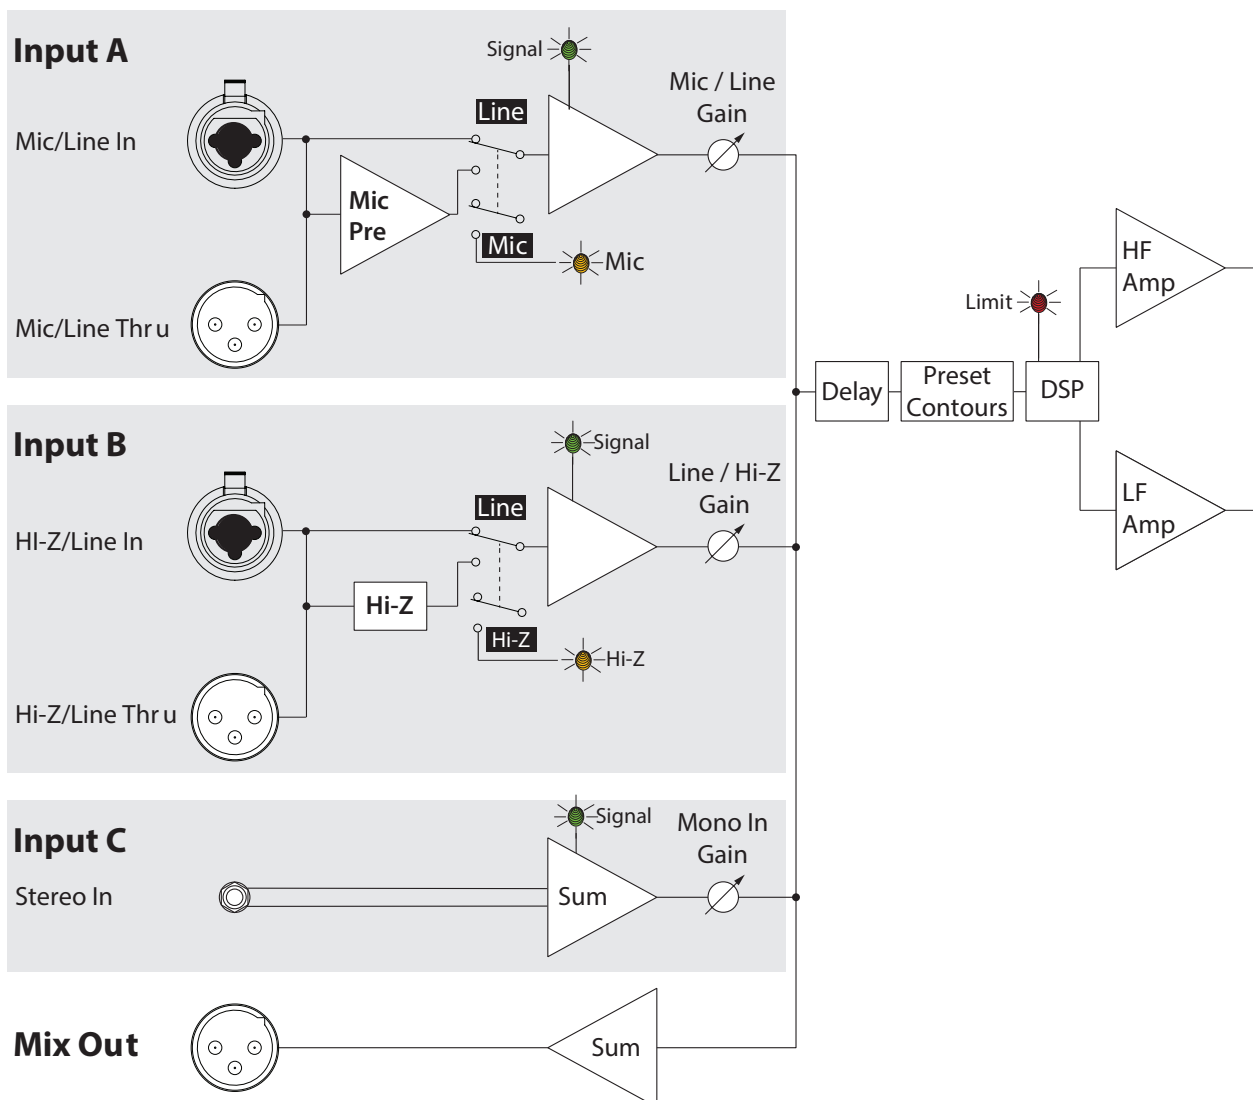 Input A
Signal
Mic / Line
Gain
Line
Mic/Line In
Mic
Pre
Mic
Mic
Mic/Line Thru
HF
Amp
Limit
Delay
Preset
Contours
DSP
Input B
Signal
Line / Hi-Z
Gain
Line
HI-Z/Line In
LF
Amp
Hi-Z
Hi-Z
Hi-Z
Hi-Z/Line Thru
Input C
Signal
Mono In
Gain
Stereo In
Sum
Mix Out
Sum